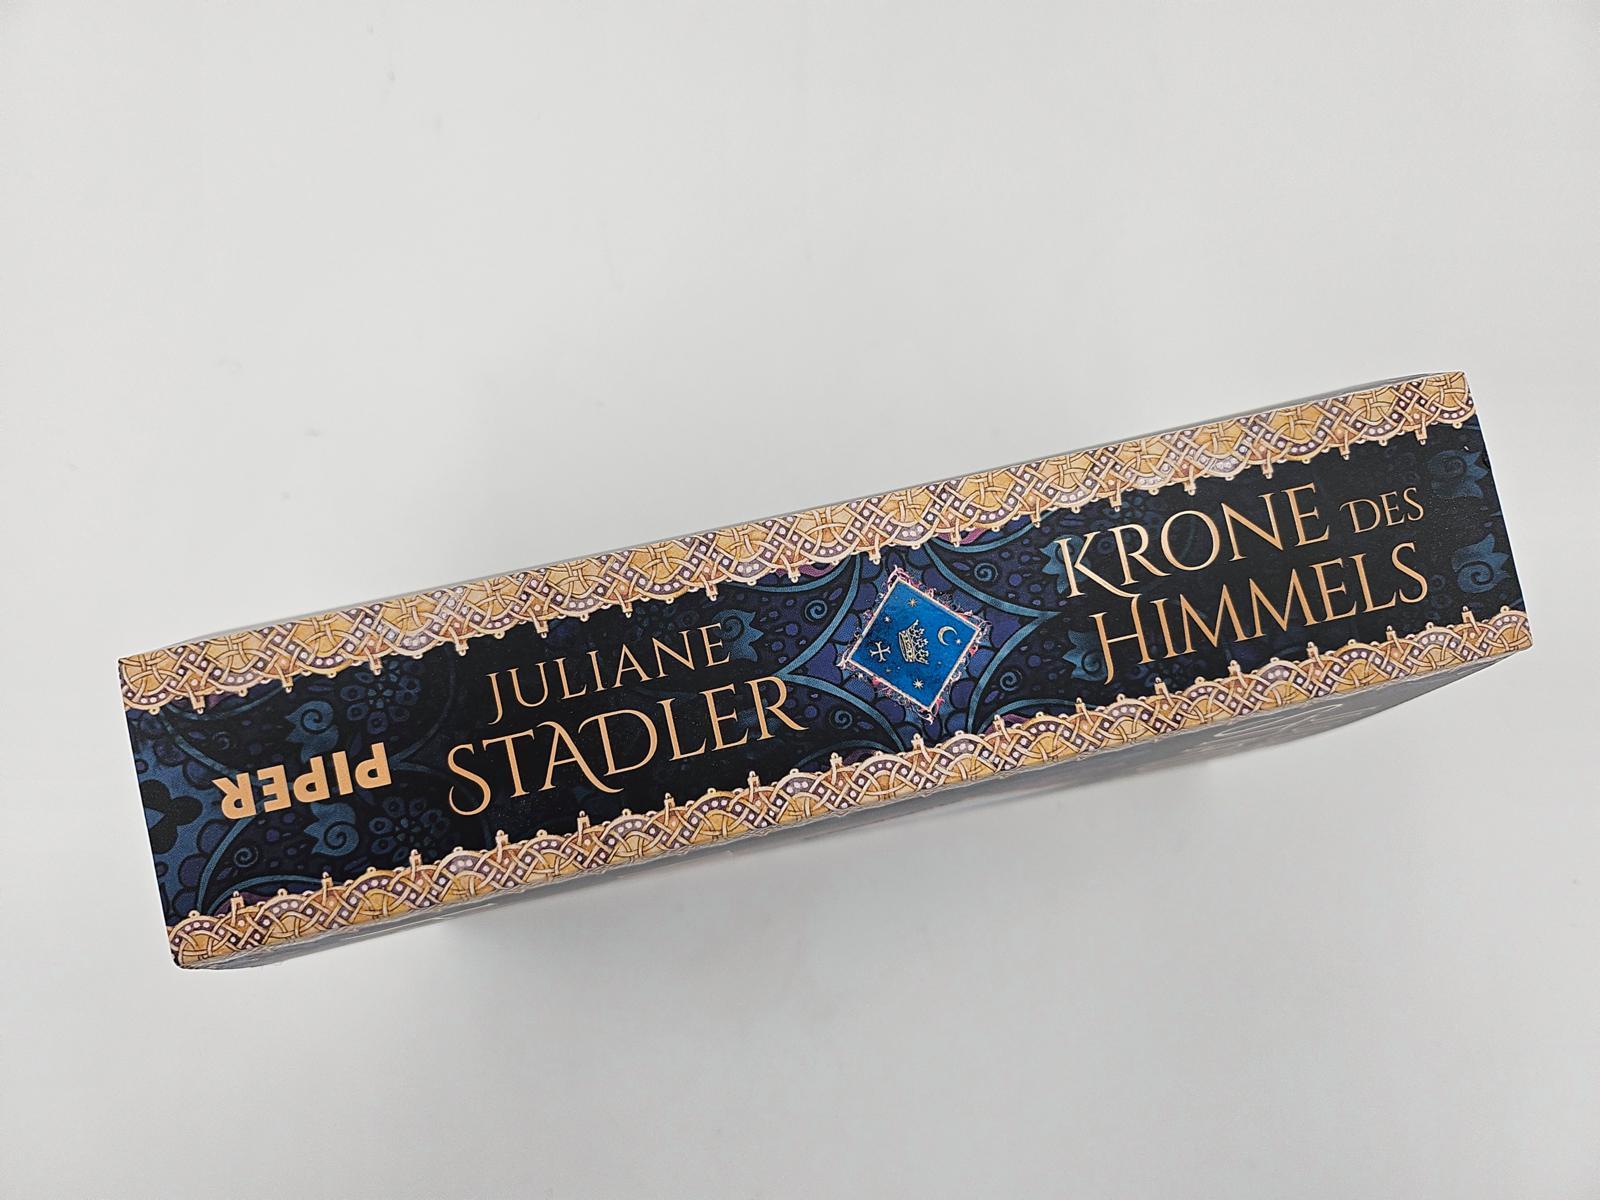 JULIANE
STADLER
KRONE DES
HIMMELS
PIPER